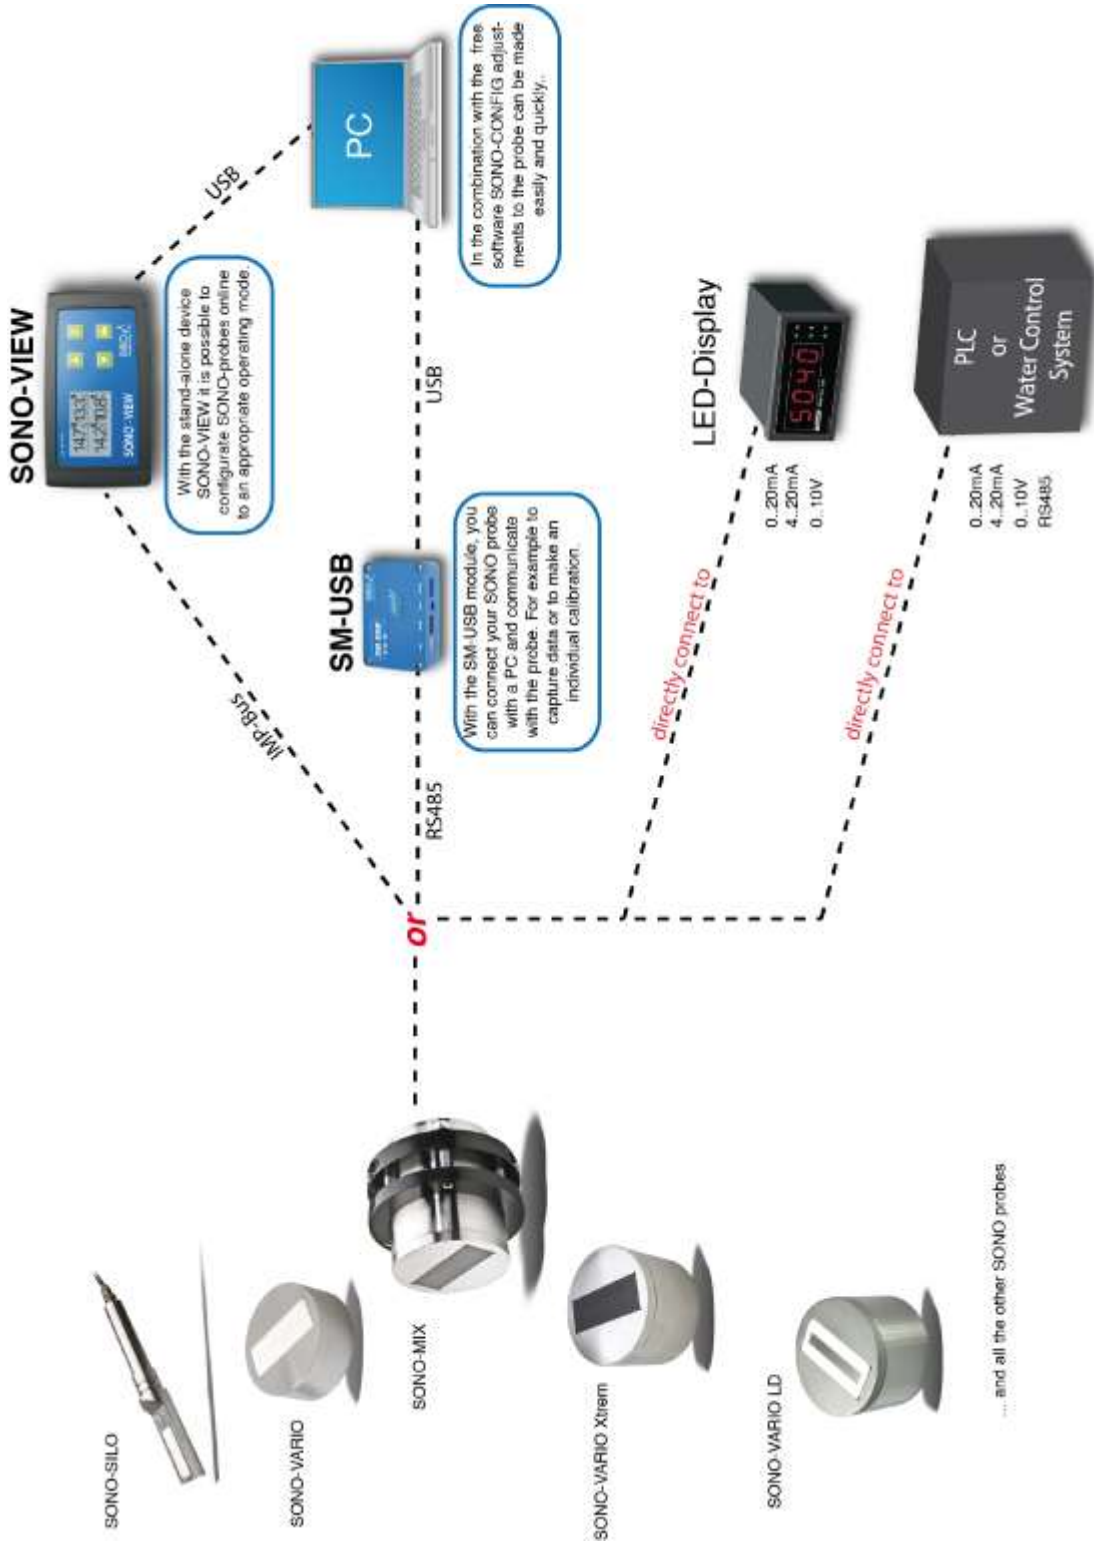 SONO-VIEW
SONO-VIEW
With the stand-alone device
SONO-VIEW it is possible to
configurate SONO-probes online
to an appropriate operating mode.
USB
PC
In the combination with the free
software SONO-CONFIG adjust-
ments to the probe can be made
easily and quickly..
IMP-Bus
SM-USB
With the SM-USB module, you
can connect your SONO probe
with a PC and communicate
with the probe. For example to
capture data or to make an
individual calibration.
USB
RS485
or
LED-Display
5040
0..20mA
4..20mA
0..10V
directly connect to
PLC
or
Water Control
System
0..20mA
4..20mA
0..10V
RS485
directly connect to
SONO-SILO
SONO-VARIO
SONO-MIX
SONO-VARIO Xtrem
SONO-VARIO LD
.... and all the other SONO probes